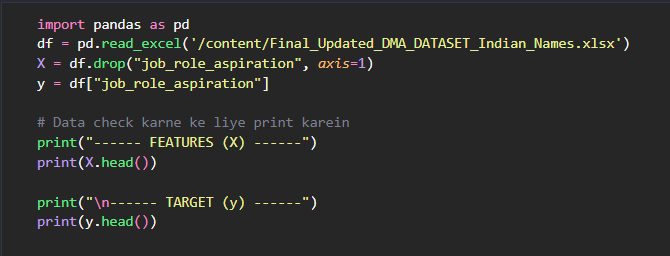 import pandas as pd
df = pd.read_excel('/content/Final_Updated_DMA_DATASET_Indian_Names.xlsx')
X = df.drop("job_role_aspiration", axis=1)
y = df["job_role_aspiration"]
# Data check karne ke liye print karein
print("------ FEATURES (X) ------")
print(X.head())
print("\n------ TARGET (y) ------")
print(y.head())